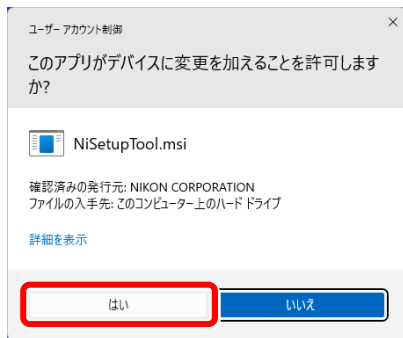 ユーザー アカウント制御
このアプリがデバイスに変更を加えることを許可します
か?
NiSetupTool.msi
確認済みの発行元: NIKON CORPORATION
ファイルの入手先: このコンピューター上のハード ドライブ
詳細を表示
はい
いいえ